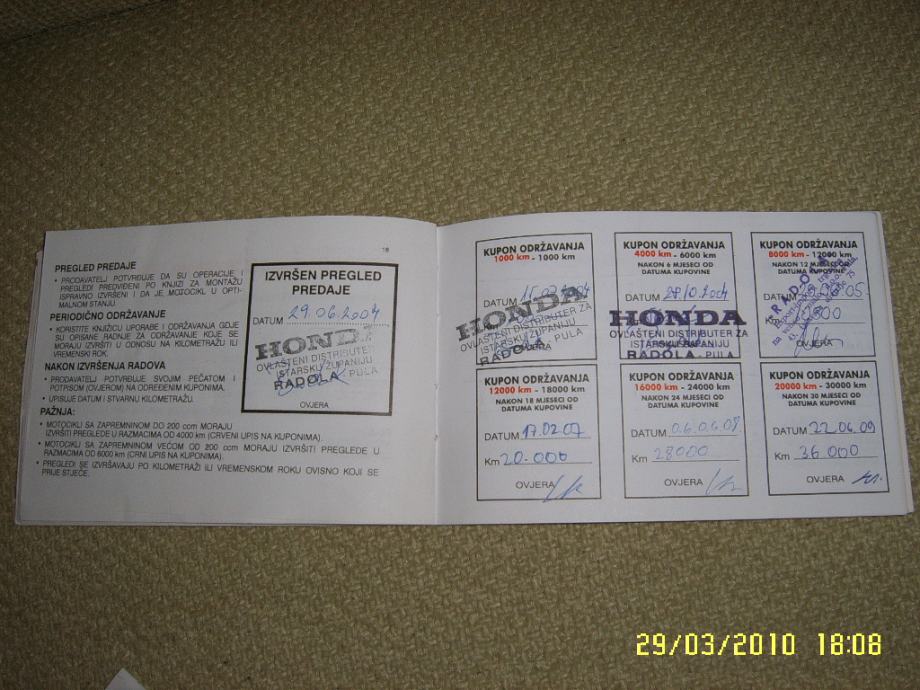 18
PREGLED PREDAJE
• PRODAVATELJ POTVRĐUJE DA SU OPERACIJE I
PREGLEDI PREDVIĐENI PO KNJIZI ZA MONTAŽU
ISPRAVNO IZVRŠENI I DA JE MOTOCIKL U OPTI-
MALNOM STANJU
PERIODIČNO ODRŽAVANJE
• KORISTITE KNJIŽICU UPORABE I ODRŽAVANJA GDJE
SU OPISANE RADNJE ZA ODRŽAVANJE KOJE SE
MORAJU IZVRŠITI U ODNOSU NA KILOMETRAŽU ILI
VREMENSKI ROK.
NAKON IZVRŠENJA RADOVA
• PRODAVATELJ POTVRĐUJE SVOJIM PEČATOM I
POTPISOM (OVJEROM) NA ODREĐENIM KUPONIMA.
• UPISUJE DATUM I STVARNU KILOMETRAŽU.
PAŽNJA:
• MOTOCIKLI SA ZAPREMNINOM DO 200 ccm MORAJU
IZVRŠITI PREGLEDE U RAZMACIMA OD 4000 km (CRVENI UPIS NA KUPONIMA).
• MOTOCIKLI SA ZAPREMNINOM VEĆOM OD 200 ccm MORAJU IZVRŠITI PREGLEDE U
RAZMACIMA OD 6000 km (CRNI UPIS NA KUPONIMA).
• PREGLEDI SE IZVRŠAVAJU PO KILOMETRAŽI ILI VREMENSKOM ROKU OVISNO KOJI SE
PRIJE STJEČE.
IZVRŠEN PREGLED
PREDAJE
DATUM 29.06.2004
HONDA
OVLAŠTENI DISTRIBUTER ZA
ISTARSKU ŽUPANIJU
RADOLA - PULA
OVJERA
KUPON ODRŽAVANJA
1000 km - 1000 km
DATUM
HONDA
OVLAŠTENI DISTRIBUTER ZA
ISTARSKU ŽUPANIJU
RADOLA - PULA
OVJERA
KUPON ODRŽAVANJA
4000 km - 6000 km
NAKON 6 MJESECI OD
DATUMA KUPOVINE
DATUM 28.10.2004
HONDA
OVLAŠTENI DISTRIBUTER ZA
ISTARSKU ŽUPANIJU
RADOLA - PULA
KUPON ODRŽAVANJA
8000 km - 12000 km
NAKON 12 MJESECI OD
DATUMA KUPOVINE
OVJERA
KUPON ODRŽAVANJA
12000 km - 18000 km
NAKON 18 MJESECI OD
DATUMA KUPOVINE
DATUM 17.02.07
Km 20.000
OVJERA
KUPON ODRŽAVANJA
16000 km - 24000 km
NAKON 24 MJESECI OD
DATUMA KUPOVINE
DATUM 06.06.08
Km 28000
OVJERA
KUPON ODRŽAVANJA
20000 km - 30000 km
NAKON 30 MJESECI OD
DATUMA KUPOVINE
DATUM 22.06.09
Km 36 000
OVJERA
29/03/2010 18:08